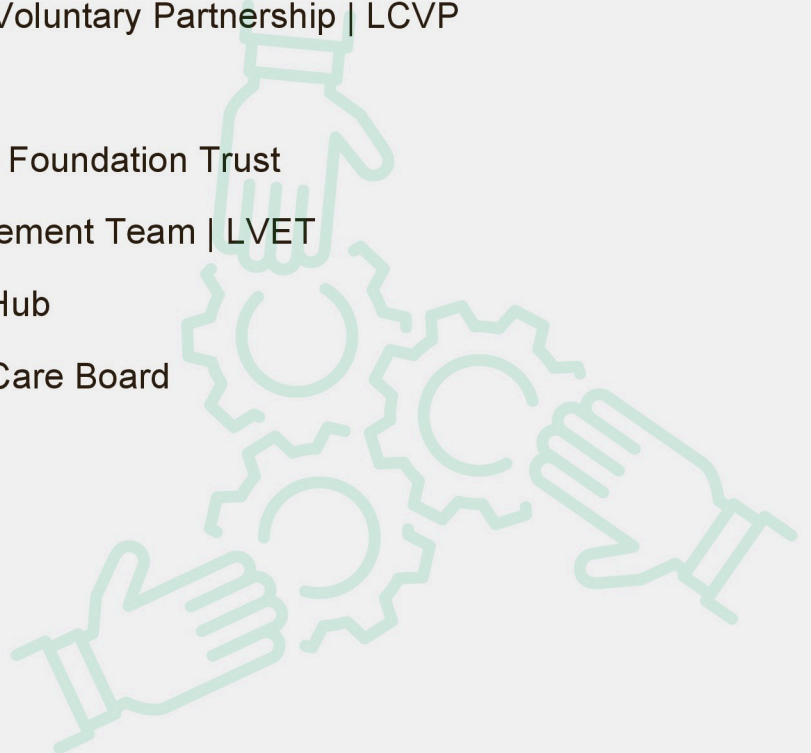 Voluntary Partnership | LCVP
Foundation Trust
ement Team | LVET
Hub
Care Board